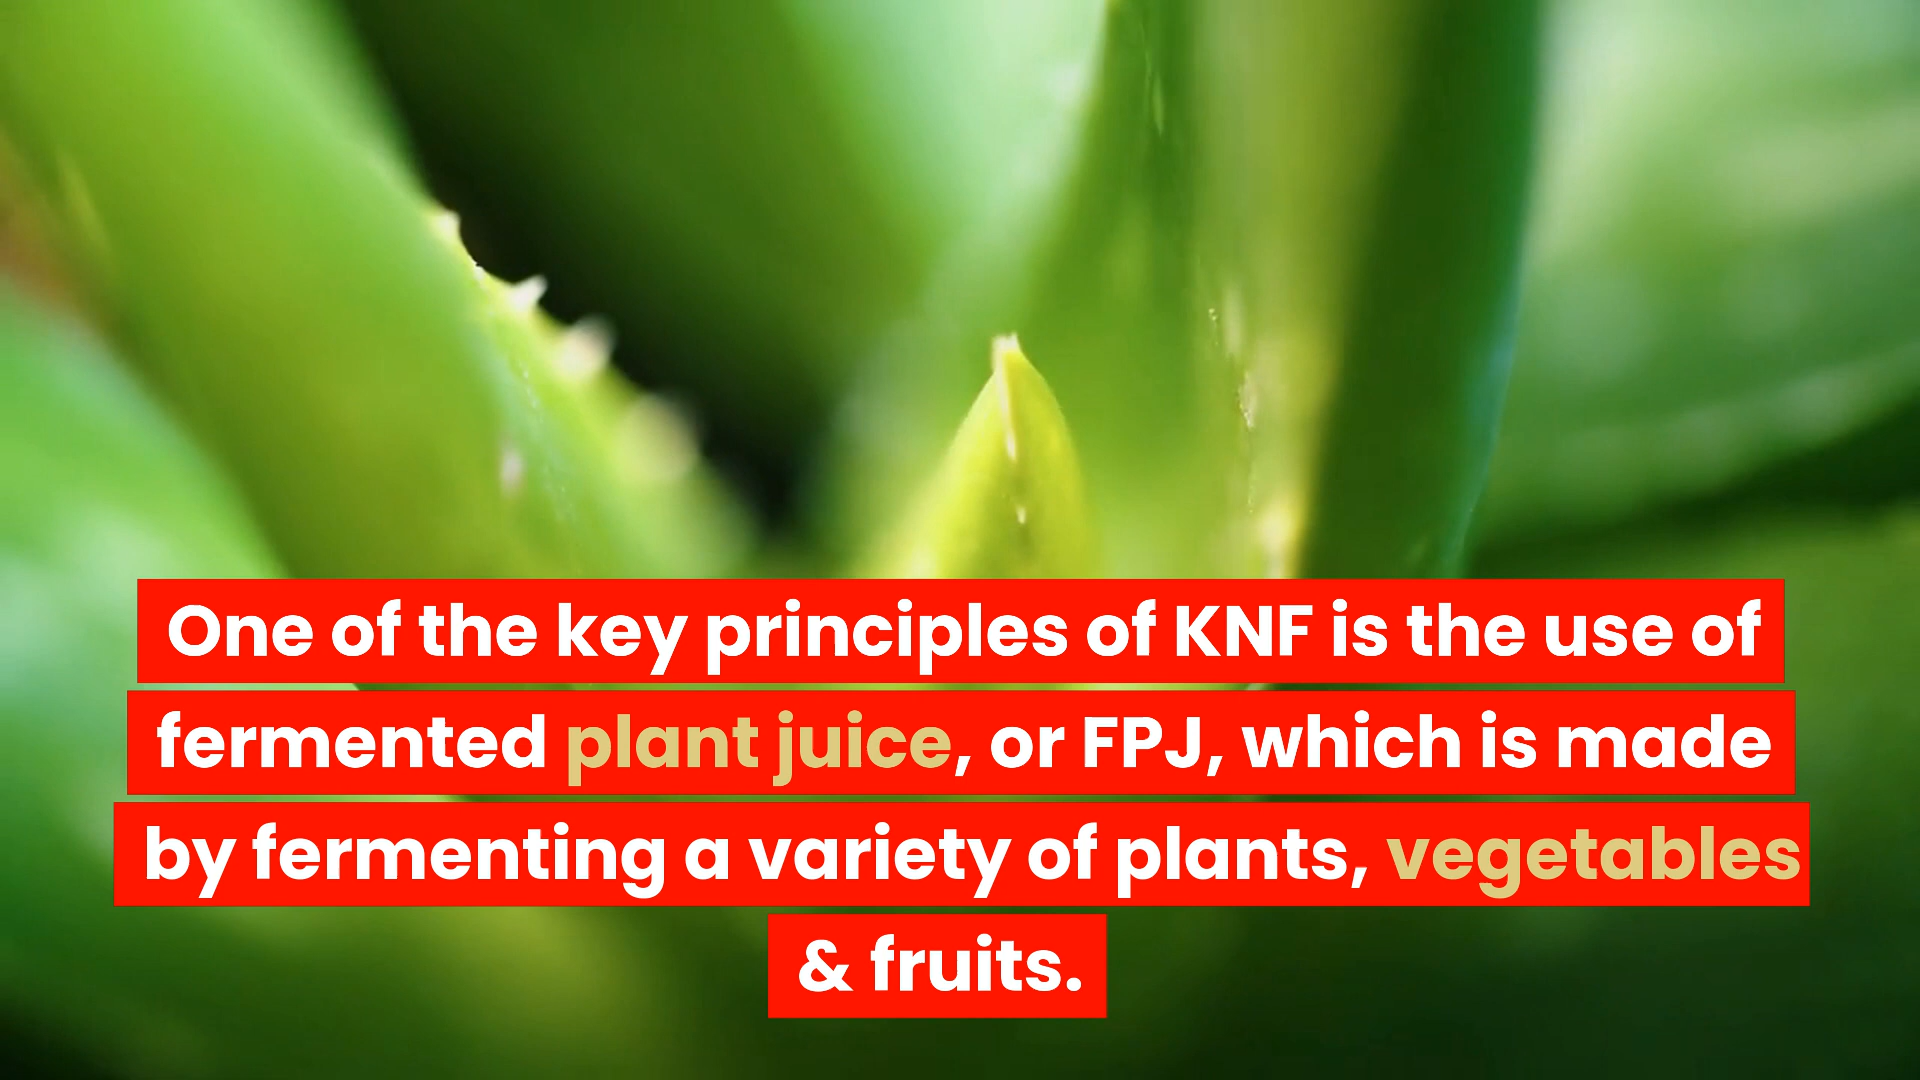 One of the key principles of KNF is the use of
fermented plant juice, or FPJ, which is made
by fermenting a variety of plants, vegetables
& fruits.